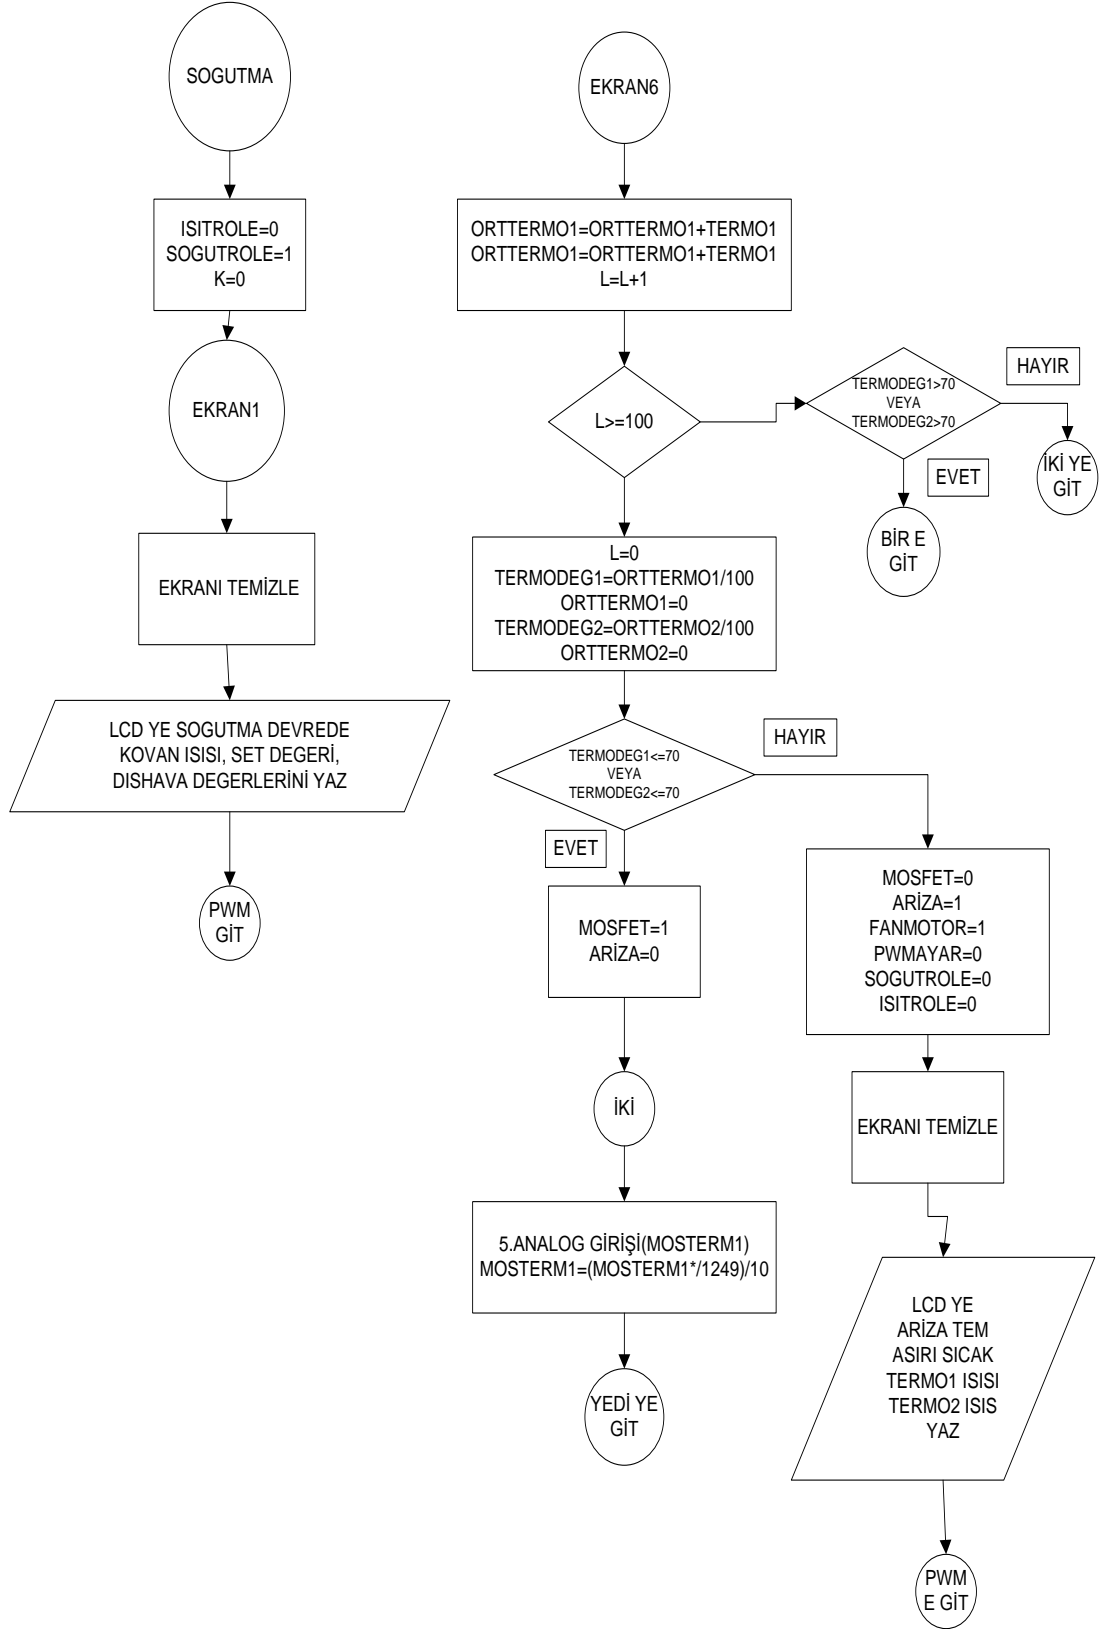 SOGUTMA
ISITROLE=0
SOGUTROLE=1
K=0
EKRAN1
EKRANI TEMİZLE
LCD YE SOGUTMA DEVREDE
KOVAN ISISI, SET DEGERİ,
DISHAVA DEGERLERİNİ YAZ
PWM
GİT
EKRAN6
ORTTERMO1=ORTTERMO1+TERMO1
ORTTERMO1=ORTTERMO1+TERMO1
L=L+1
L>=100
TERMODEG1>70
VEYA
TERMODEG2>70
HAYIR
İKİ YE
GİT
EVET
BİR E
GİT
L=0
TERMODEG1=ORTTERMO1/100
ORTTERMO1=0
TERMODEG2=ORTTERMO2/100
ORTTERMO2=0
TERMODEG1<=70
VEYA
TERMODEG2<=70
HAYIR
EVET
MOSFET=1
ARİZA=0
İKİ
5.ANALOG GİRİŞİ(MOSTERM1)
MOSTERM1=(MOSTERM1*/1249)/10
YEDİ YE
GİT
MOSFET=0
ARİZA=1
FANMOTOR=1
PWMAYAR=0
SOGUTROLE=0
ISITROLE=0
EKRANI TEMİZLE
LCD YE
ARİZA TEM
ASIRI SICAK
TERMO1 ISISI
TERMO2 ISIS
YAZ
PWM
E GİT